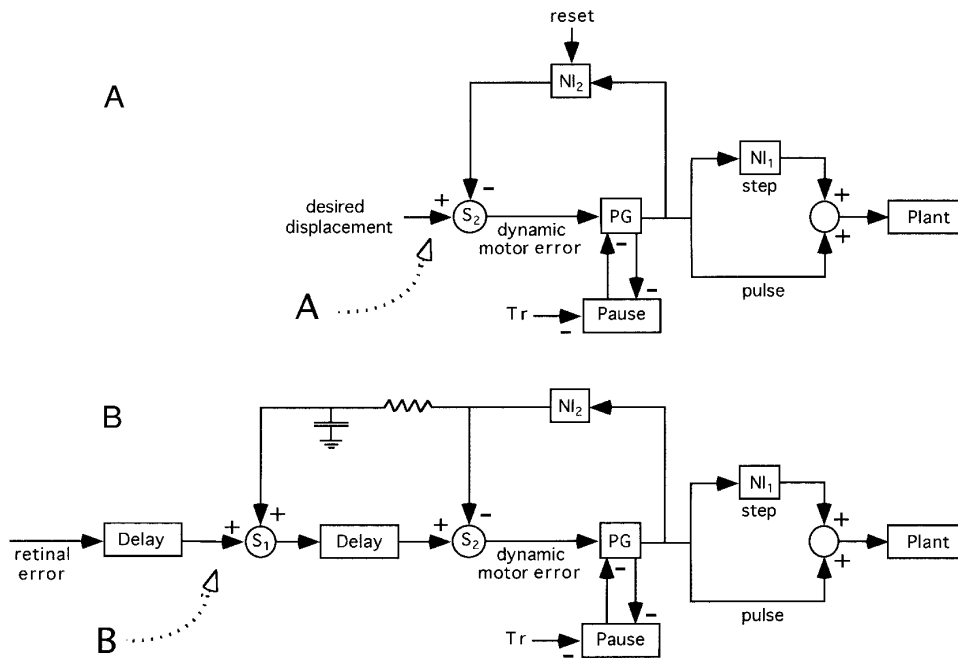 A
reset
NI₂
NI₁
step
desired
displacement
+
−
S₂
dynamic
motor error
PG
+
+
Plant
pulse
−
−
A
Tr
−
Pause
B
NI₂
NI₁
step
retinal
error
Delay
+
+
S₁
Delay
+
−
S₂
dynamic
motor error
PG
+
+
Plant
pulse
−
−
B
Tr
−
Pause